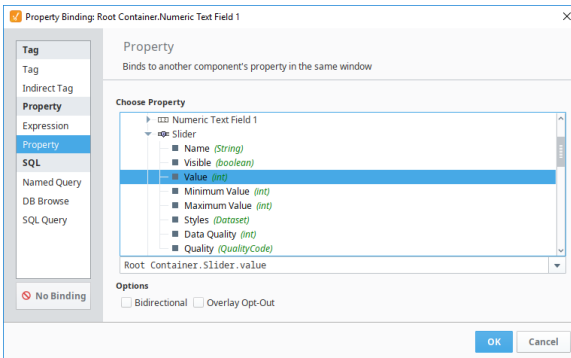 Property Binding: Root Container.Numeric Text Field 1
Tag
Tag
Indirect Tag
Property
Expression
Property
SQL
Named Query
DB Browse
SQL Query
No Binding
Property
Binds to another component's property in the same window
Choose Property
Numeric Text Field 1
Slider
Name (String)
Visible (boolean)
Value (int)
Minimum Value (int)
Maximum Value (int)
Styles (Dataset)
Data Quality (int)
Quality (QualityCode)
Root Container.Slider.value
Options
Bidirectional Overlay Opt-Out
OK Cancel